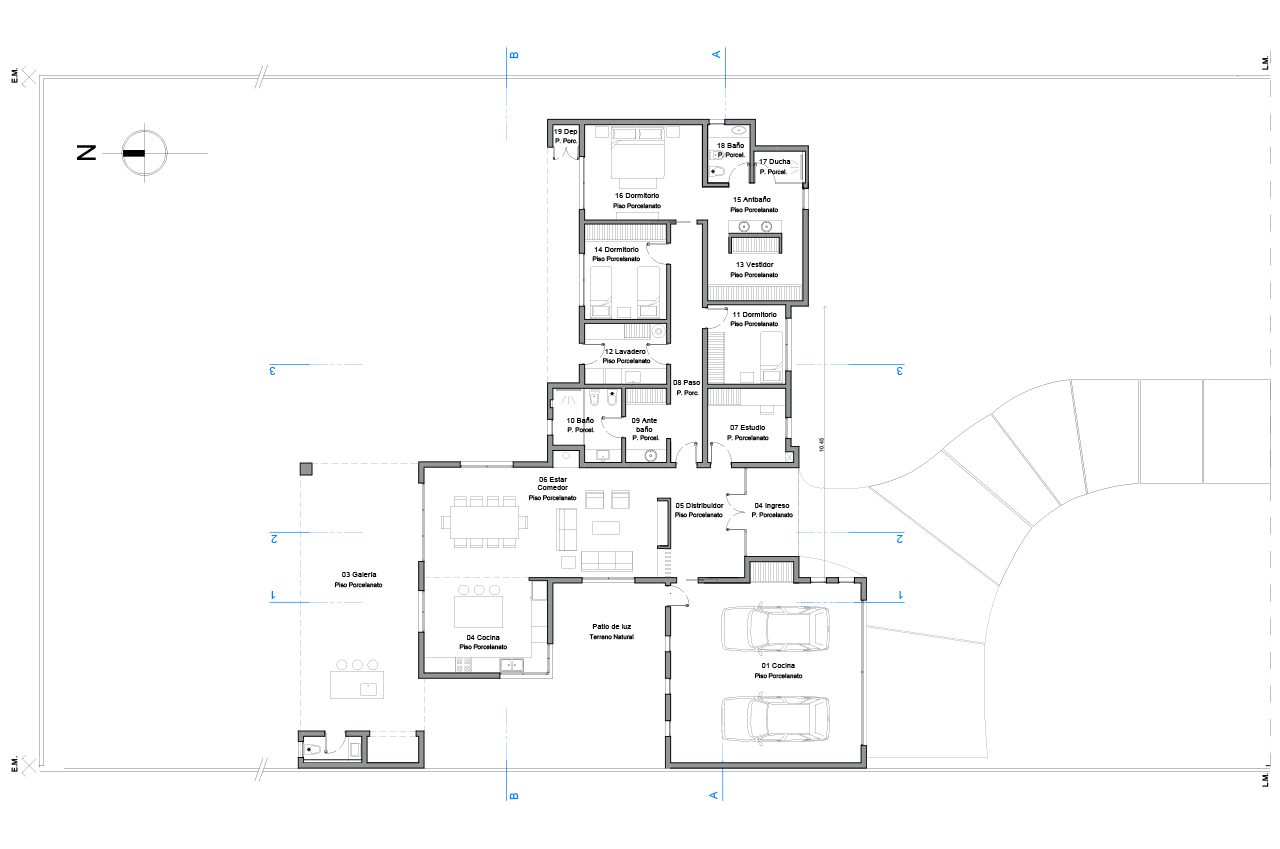 B
A
E.M.
L.M.
N
19 Dep
P. Porc.
18 Baño
P. Porcel.
17 Ducha
P. Porcel.
16 Dormitorio
Piso Porcelanato
15 Antbaño
Piso Porcelanato
14 Dormitorio
Piso Porcelanato
13 Vestidor
Piso Porcelanato
11 Dormitorio
Piso Porcelanato
12 Lavadero
Piso Porcelanato
3
3
08 Paso
P. Porc.
10 Baño
P. Porcel.
09 Ante
baño
P. Porcel.
07 Estudio
P. Porcelanato
10,45
06 Estar
Comedor
Piso Porcelanato
05 Distribuidor
Piso Porcelanato
04 Ingreso
P. Porcelanato
2
2
03 Galeria
Piso Porcelanato
1
1
04 Cocina
Piso Porcelanato
Patio de luz
Terreno Natural
01 Cocina
Piso Porcelanato
E.M.
L.M.
B
A